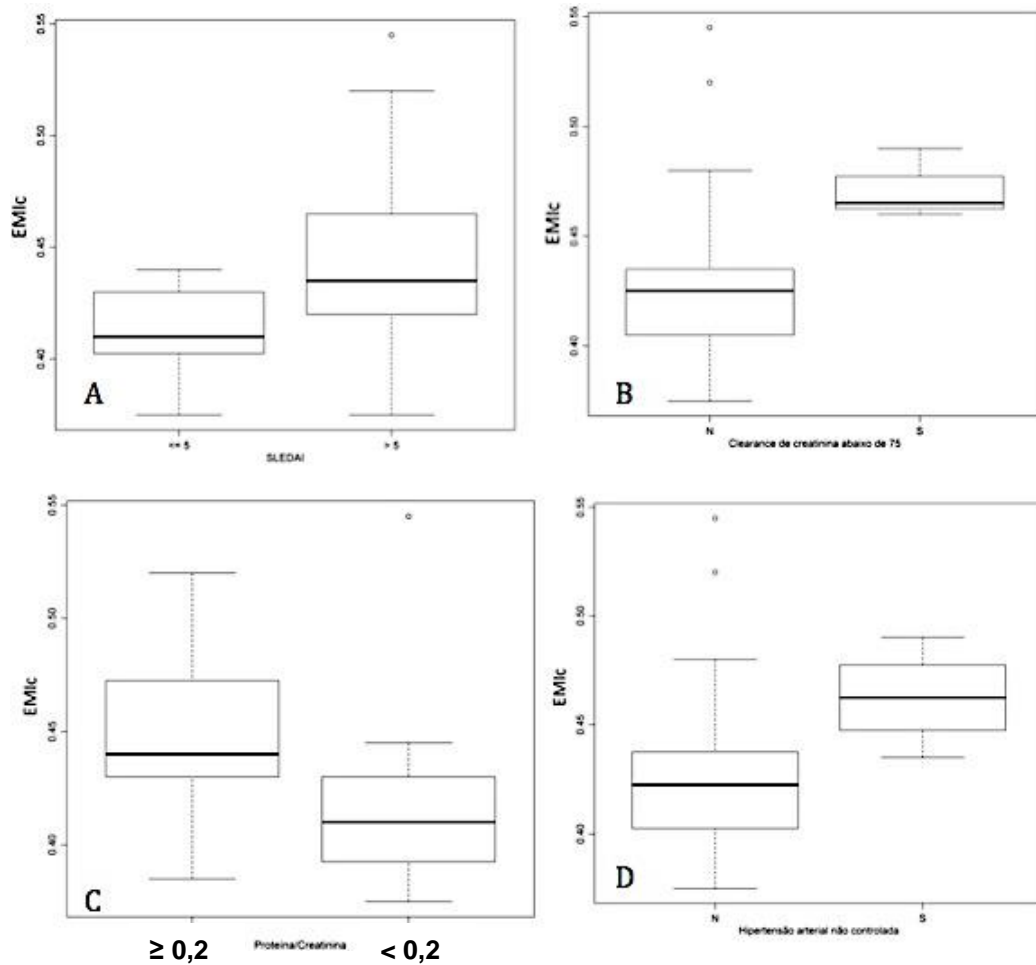 0.55
0.50
0.45
0.40
EMIc
A
<= 5
> 5
SLEDAI
0.55
0.50
0.45
0.40
EMIc
B
N
S
Clearance de creatinina abaixo de 75
0.55
0.50
0.45
0.40
EMIc
C
≥ 0,2
Proteína/Creatinina
< 0,2
0.55
0.50
0.45
0.40
EMIc
D
N
S
Hipertensão arterial não controlada